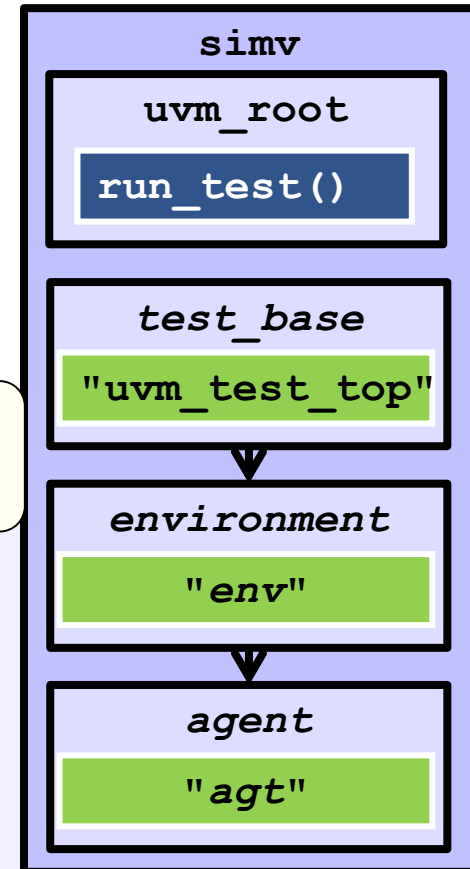 simv
uvm_root
run_test()
test_base
"uvm_test_top"
environment
"env"
agent
"agt"